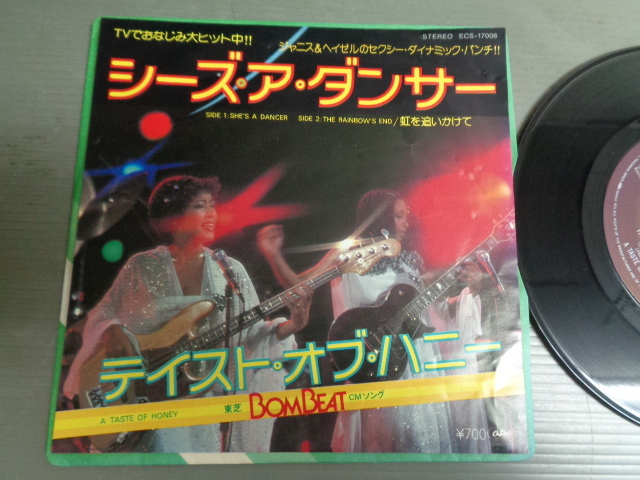 TVでおなじみ大ヒット中!!
STEREO ECS-17006
ジャニス&ヘイゼルのセクシー・ダイナミック・パンチ!!
シーズ・ア・ダンサー
SIDE 1: SHE'S A DANCER SIDE 2: THE RAINBOW'S END/虹を追いかけて
テイスト・オブ・ハニー
A TASTE OF HONEY
東芝 BOMBEAT CMソング
¥700
A TASTE